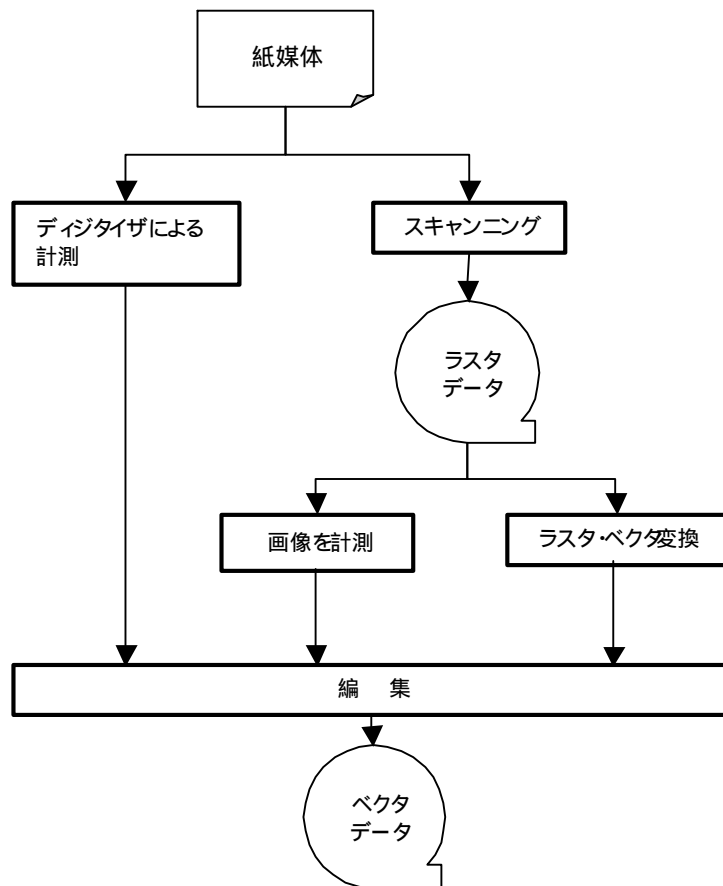 紙媒体
ディジタイザによる
計測
スキャンニング
ラスタ
データ
画像を計測
ラスタ・ベクタ変換
編　集
ベクタ
データ